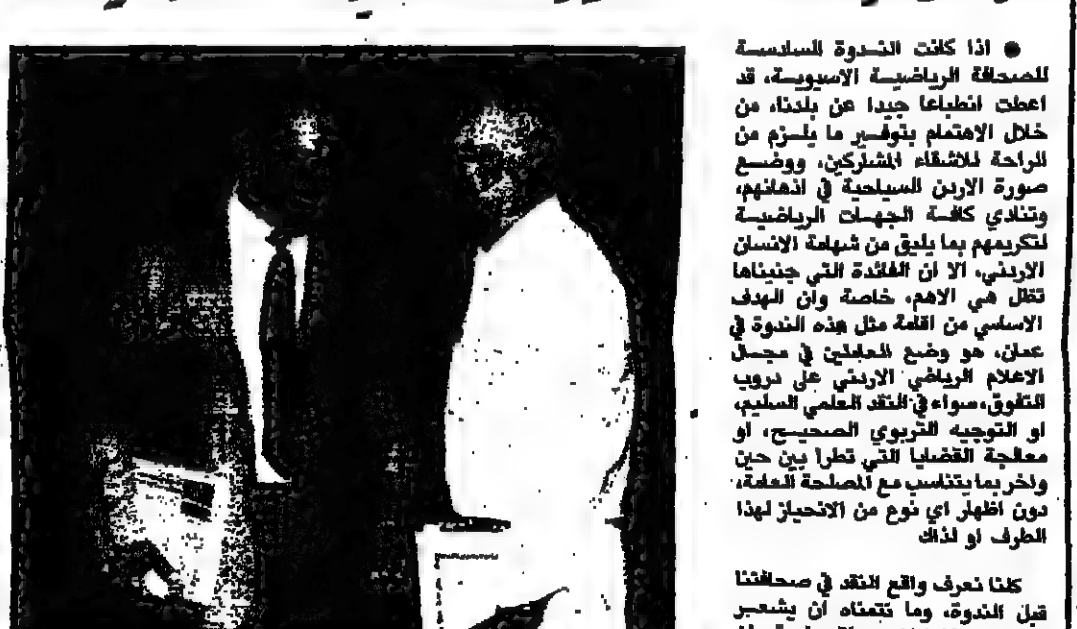 ● اذا كانت الندوة السادسة
للصحافة الرياضية الاسيوية، قد
اعطت انطباعا جيدا عن بلدنا، من
خلال الاهتمام بتوفير ما يلزم من
الراحة للاشقاء المشاركين، ووضع
صورة الاردن السياحية في اذهانهم،
وتنادي كافة الجهات الرياضية
لتكريمهم بما يليق من شهامة الانسان
الاردني، الا ان الفائدة التي جنيناها
تظل هي الاهم، خاصة وان الهدف
الاساسي من اقامة مثل هذه الندوة في
عمان، هو وضع العاملين في مجال
الاعلام الرياضي الاردني على دروب
التفوق، سواء في النقد العلمي السليم،
او التوجيه التربوي الصحيح، او
معالجة القضايا التي تطرا بين حين
واخر بما يتناسب مع المصلحة العامة،
دون اظهار اي نوع من الانحياز لهذا
الطرف او لذاك
كلنا نعرف واقع النقد في صحافتنا
قبل الندوة، وما نتمناه ان يشعر